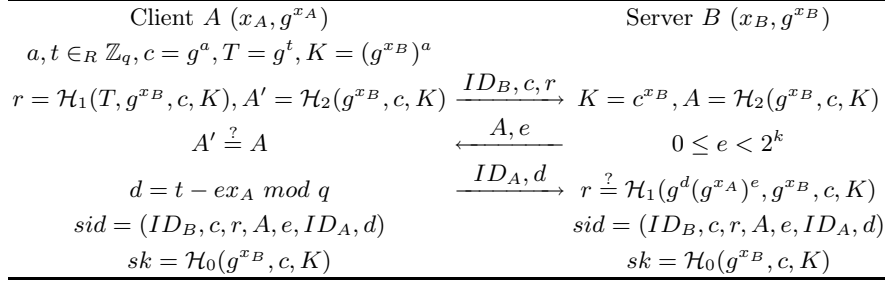 Client A (x_A, g^{x_A}) Server B (x_B, g^{x_B})
a, t ∈_R ℤ_q, c = g^a, T = g^t, K = (g^{x_B})^a
r = ℋ_1(T, g^{x_B}, c, K), A′ = ℋ_2(g^{x_B}, c, K) ID_B, c, r → K = c^{x_B}, A = ℋ_2(g^{x_B}, c, K)
A′ ≟ A ← A, e 0 ≤ e < 2^k
d = t − ex_A mod q ID_A, d → r ≟ ℋ_1(g^d(g^{x_A})^e, g^{x_B}, c, K)
sid = (ID_B, c, r, A, e, ID_A, d) sid = (ID_B, c, r, A, e, ID_A, d)
sk = ℋ_0(g^{x_B}, c, K) sk = ℋ_0(g^{x_B}, c, K)